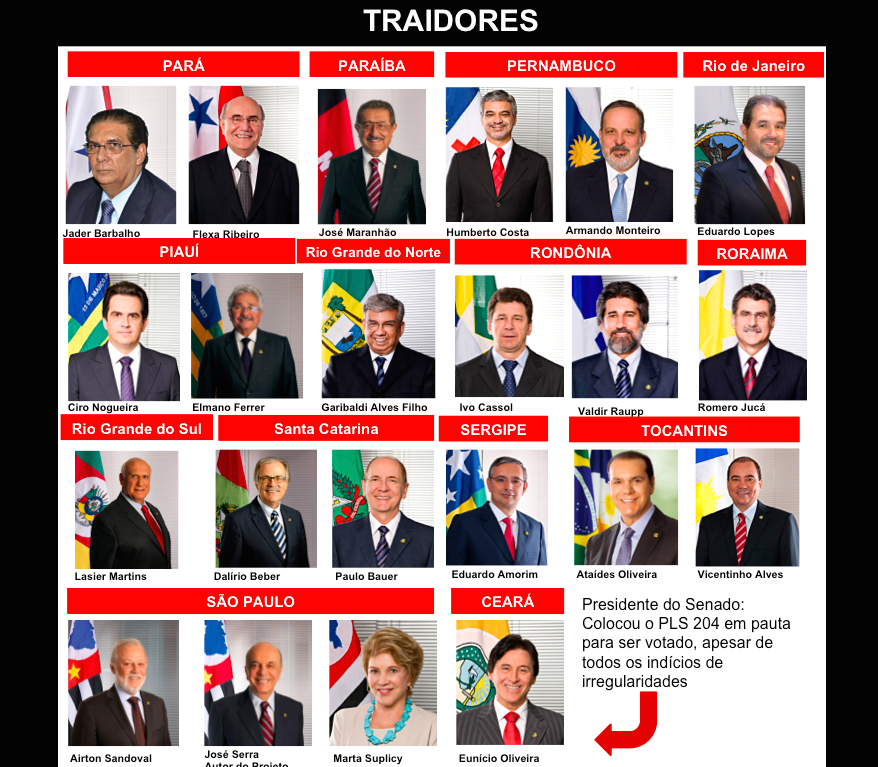 TRAIDORES
PARÁ
PARAÍBA
PERNAMBUCO
Rio de Janeiro
Jader Barbalho
Flexa Ribeiro
José Maranhão
Humberto Costa
Armando Monteiro
Eduardo Lopes
PIAUÍ
Rio Grande do Norte
RONDÔNIA
RORAIMA
Ciro Nogueira
Elmano Ferrer
Garibaldi Alves Filho
Ivo Cassol
Valdir Raupp
Romero Jucá
Rio Grande do Sul
Santa Catarina
SERGIPE
TOCANTINS
Lasier Martins
Dalírio Beber
Paulo Bauer
Eduardo Amorim
Ataídes Oliveira
Vicentinho Alves
SÃO PAULO
CEARÁ
Presidente do Senado:
Colocou o PLS 204 em pauta
para ser votado, apesar de
todos os indícios de
irregularidades
Airton Sandoval
José Serra
Autor do Projeto
Marta Suplicy
Eunício Oliveira